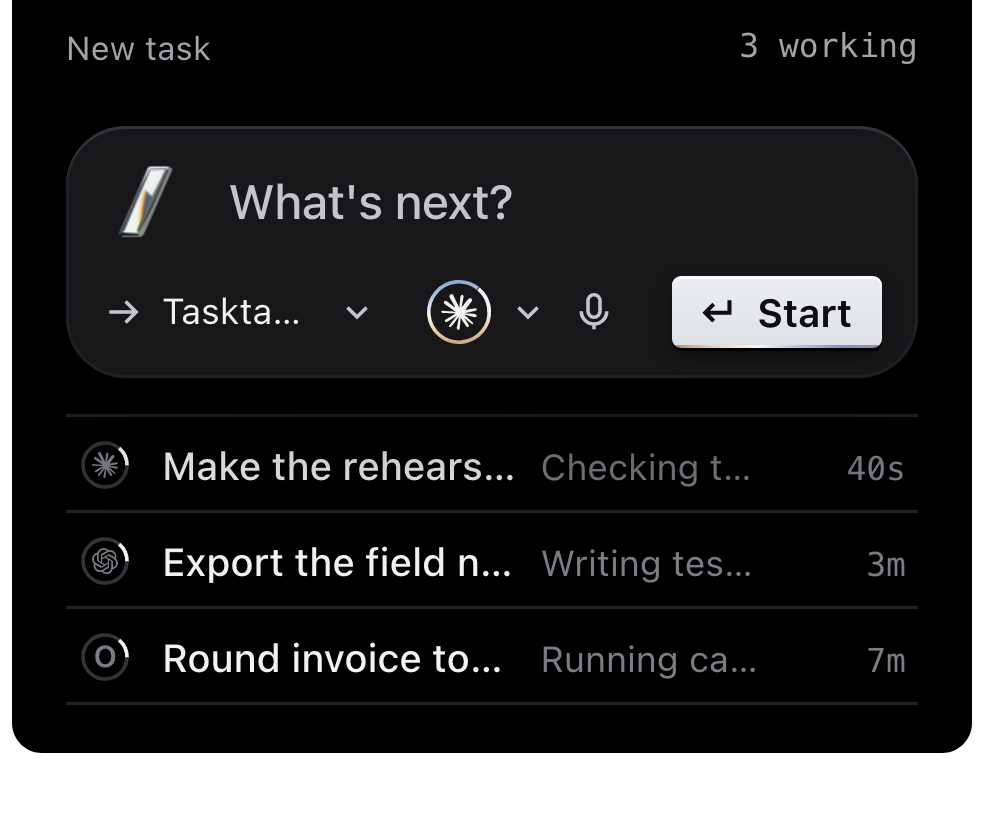 New task
3 working
What's next?
Taskta...
Start
Make the rehears... Checking t... 40s
Export the field n... Writing tes... 3m
Round invoice to... Running ca... 7m